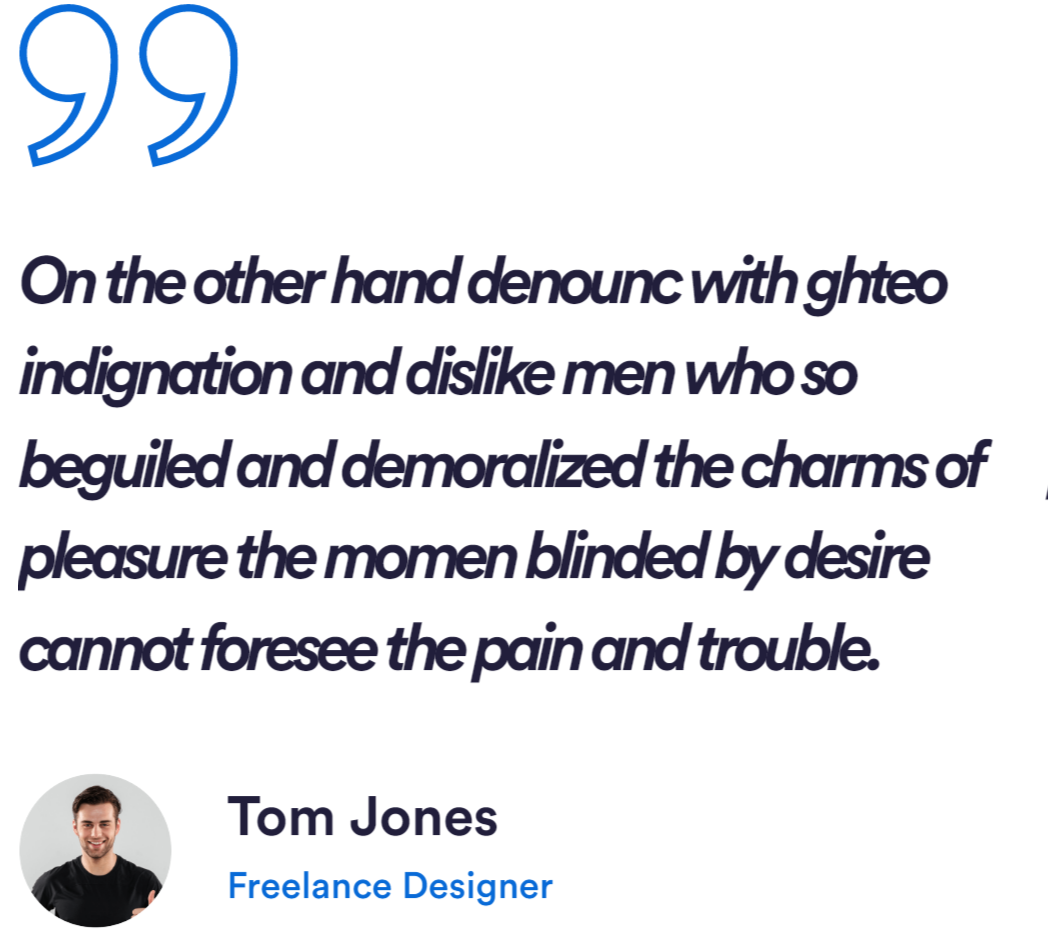 ”
On the other hand denounc with ghteo
indignation and dislike men who so
beguiled and demoralized the charms of
pleasure the momen blinded by desire
cannot foresee the pain and trouble.
Tom Jones
Freelance Designer